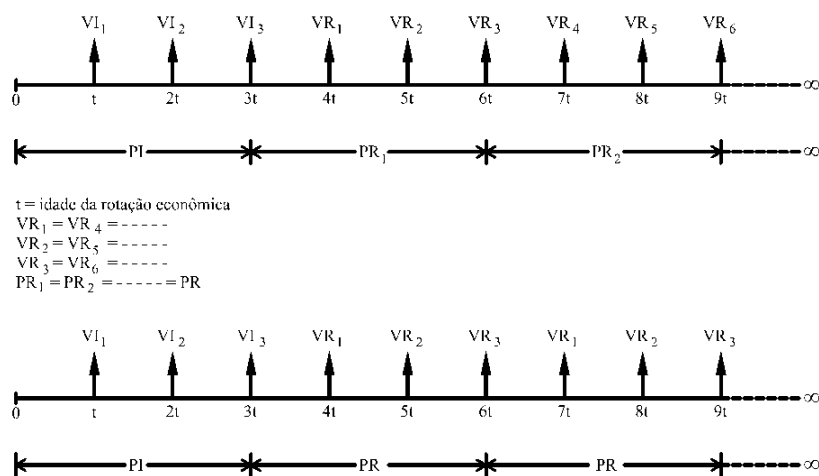 VI1 VI2 VI3 VR1 VR2 VR3 VR4 VR5 VR6
∞
0 t 2t 3t 4t 5t 6t 7t 8t 9t
PI PR1 PR2 ∞
t = idade da rotação econômica
VR1 = VR4 = - - - - -
VR2 = VR5 = - - - - -
VR3 = VR6 = - - - - -
PR1 = PR2 = - - - - - = PR
VI1 VI2 VI3 VR1 VR2 VR3 VR1 VR2 VR3
∞
0 t 2t 3t 4t 5t 6t 7t 8t 9t
PI PR PR ∞